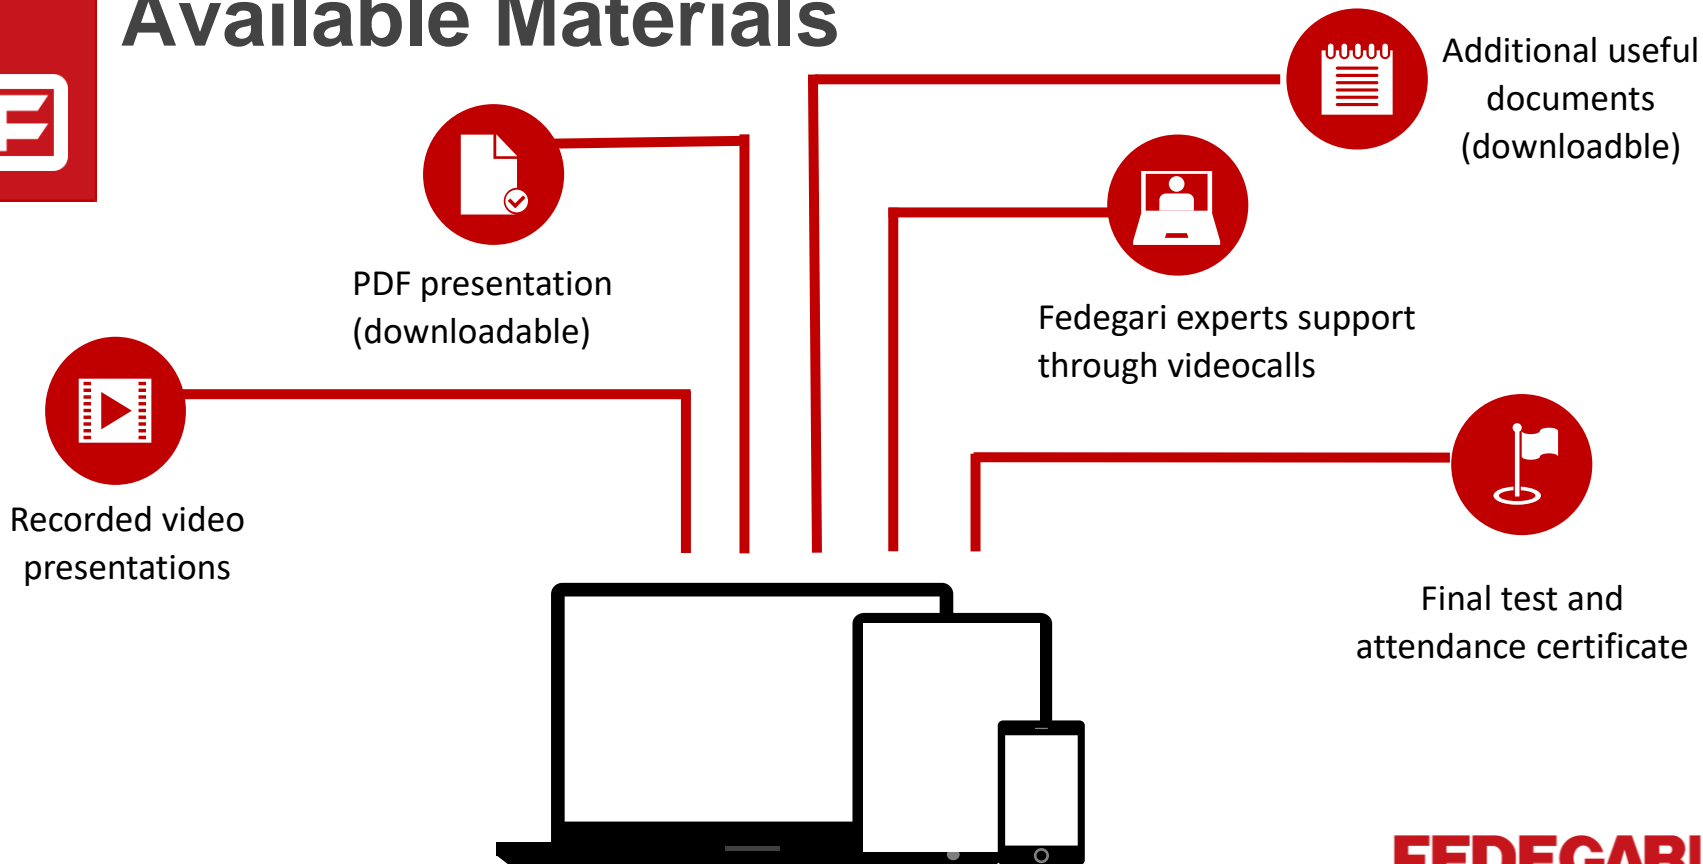 Available Materials
Additional useful
documents
(downloadble)
PDF presentation
(downloadable)
Fedegari experts support
through videocalls
Recorded video
presentations
Final test and
attendance certificate
FEDEGARI